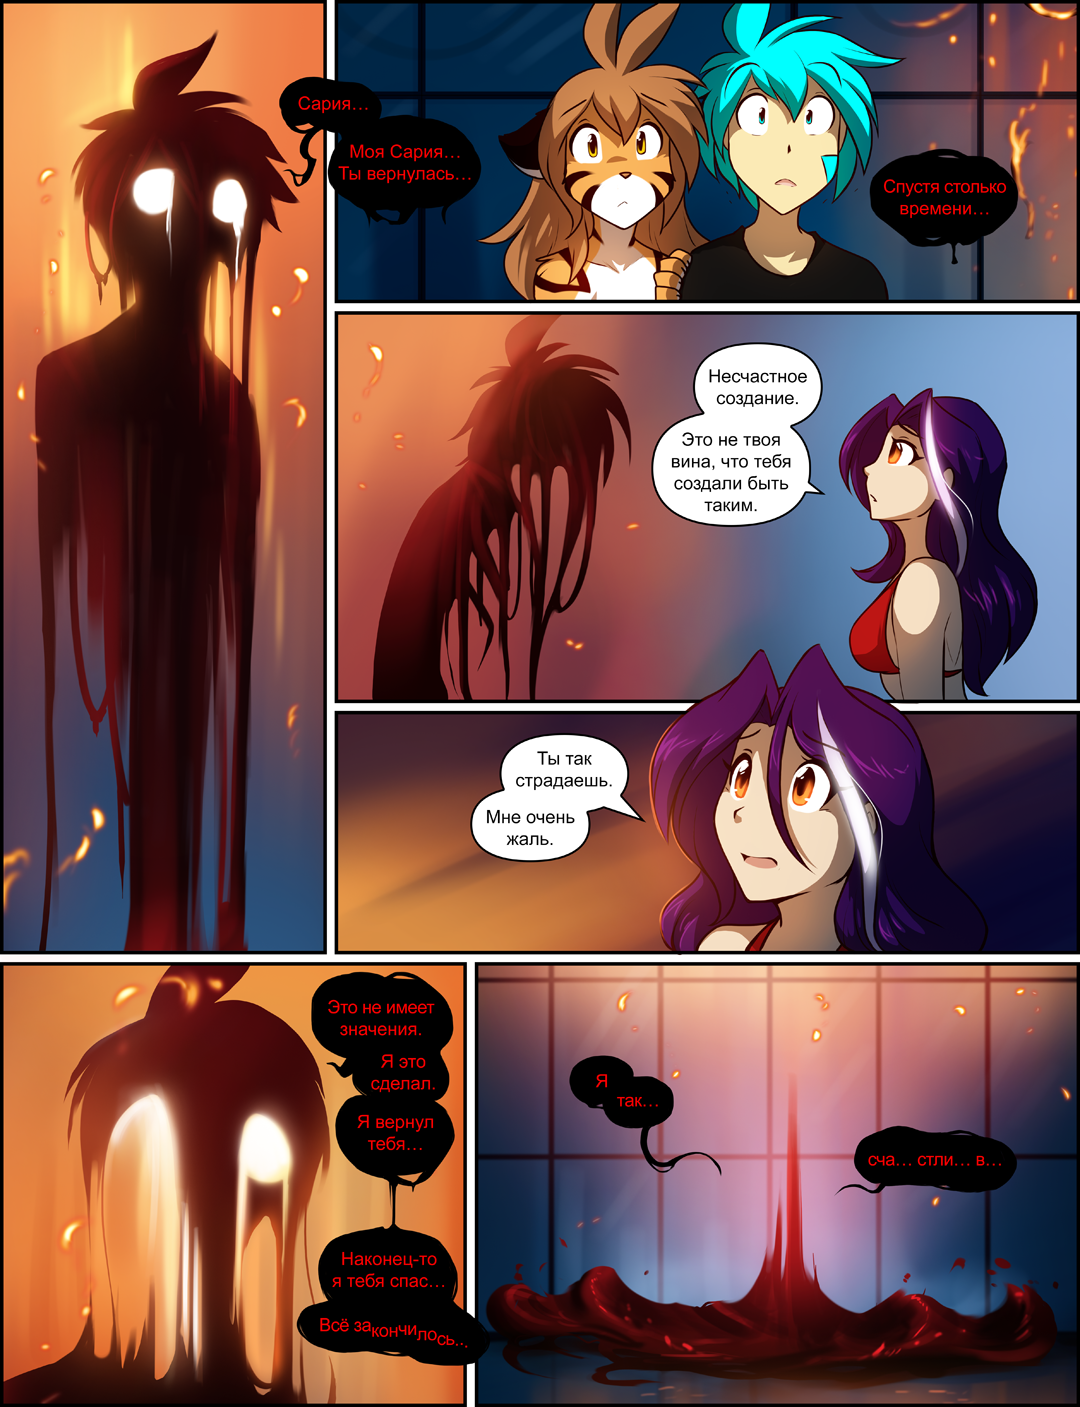 Сария...
Моя Сария...
Ты вернулась...
Спустя столько
времени...
Несчастное
создание.
Это не твоя
вина, что тебя
создали быть
таким.
Ты так
страдаешь.
Мне очень
жаль.
Это не имеет
значения.
Я это
сделал.
Я вернул
тебя...
Наконец-то
я тебя спас...
Всё закончилось...
Я
так...
сча... стли... в...